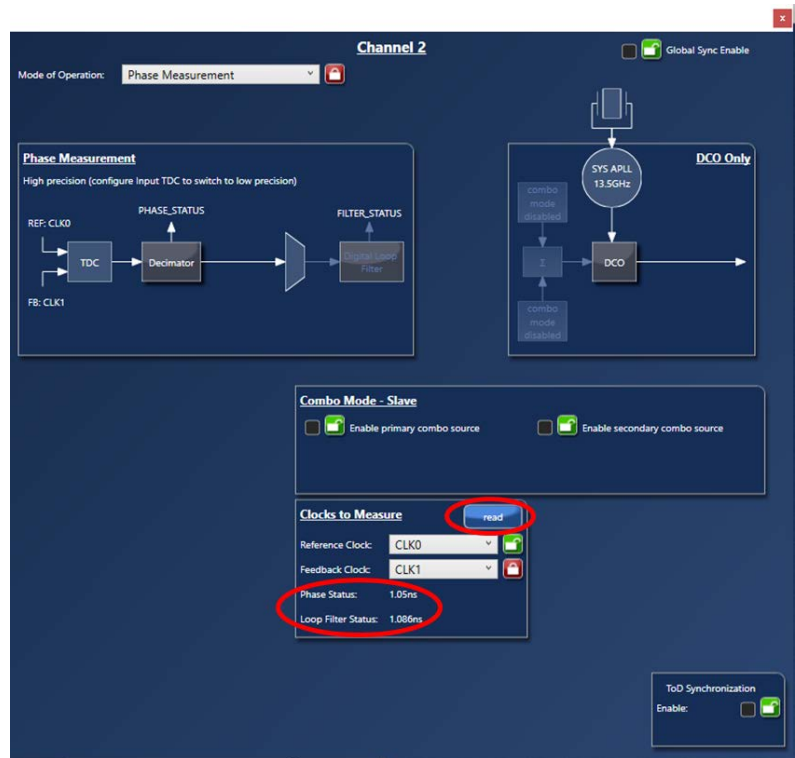 x
Channel 2
Global Sync Enable
Mode of Operation: Phase Measurement
Phase Measurement
High precision (configure Input TDC to switch to low precision)
REF: CLK0
PHASE_STATUS
FILTER_STATUS
TDC
Decimator
Digital Loop
Filter
FB: CLK1
DCO Only
SYS APLL
13.5GHz
combo
mode
disabled
Σ
DCO
combo
mode
disabled
Combo Mode - Slave
Enable primary combo source
Enable secondary combo source
Clocks to Measure
read
Reference Clock: CLK0
Feedback Clock: CLK1
Phase Status: 1.05ns
Loop Filter Status: 1.086ns
ToD Synchronization
Enable: